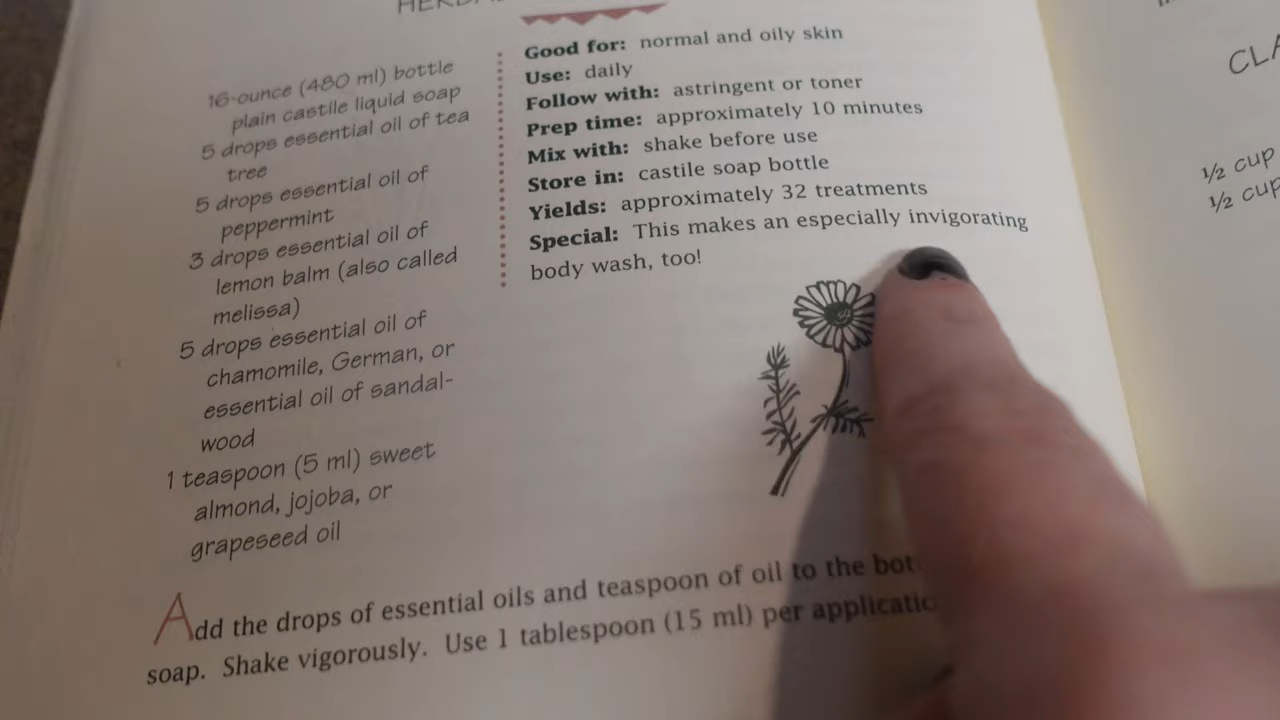 16-ounce (480 ml) bottle
plain castile liquid soap
5 drops essential oil of tea
tree
5 drops essential oil of
peppermint
3 drops essential oil of
lemon balm (also called
melissa)
5 drops essential oil of
chamomile, German, or
essential oil of sandal-
wood
1 teaspoon (5 ml) sweet
almond, jojoba, or
grapeseed oil
Good for: normal and oily skin
Use: daily
Follow with: astringent or toner
Prep time: approximately 10 minutes
Mix with: shake before use
Store in: castile soap bottle
Yields: approximately 32 treatments
Special: This makes an especially invigorating
body wash, too!
Add the drops of essential oils and teaspoon of oil to the
soap. Shake vigorously. Use 1 tablespoon (15 ml) per
1/2 cup
1/2 cup